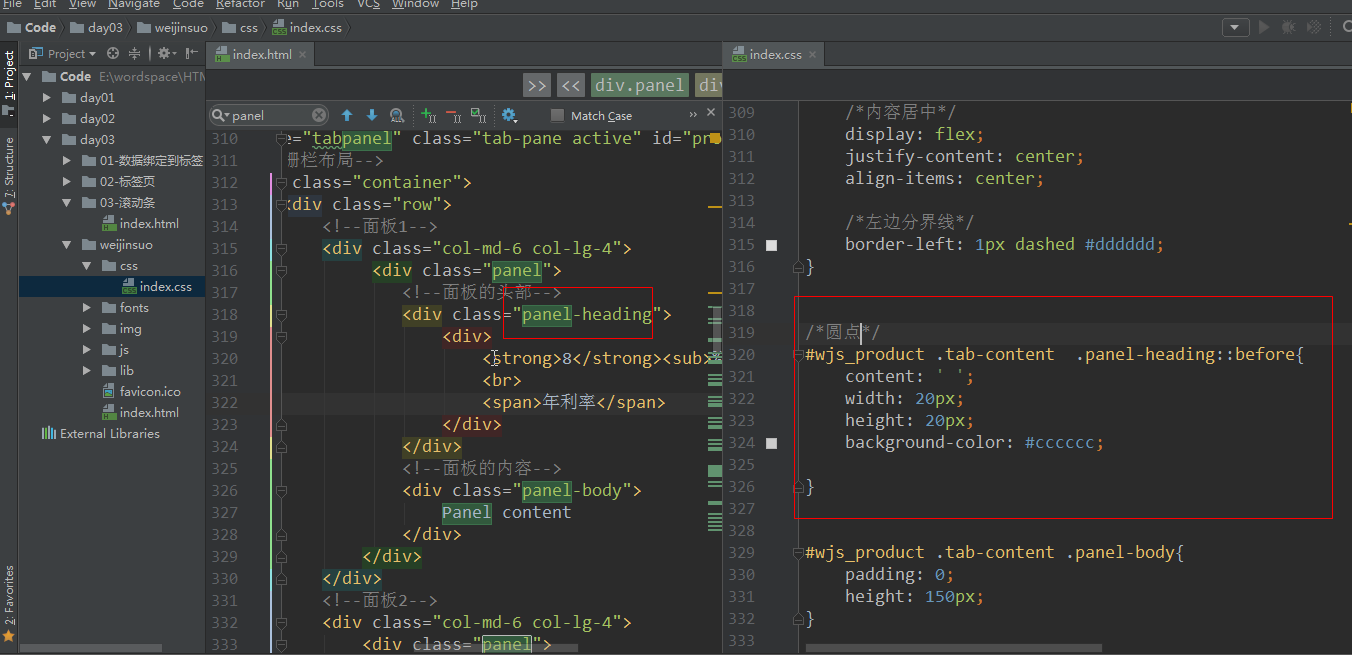 File Edit View Navigate Code Refactor Run Tools VCS Window Help
Code day03 weijinsuo css index.css
1: Project
7: Structure
2: Favorites
Project
Code E:\wordspace\HTM
day01
day02
day03
01-数据绑定到标签
02-标签页
03-滚动条
index.html
weijinsuo
css
index.css
fonts
img
js
lib
favicon.ico
index.html
External Libraries
index.html
>> << div.panel div
panel Match Case »
310 e="tabpanel" class="tab-pane active" id="pro
311 栅栏布局-->
312 class="container">
313 <div class="row">
314 <!--面板1-->
315 <div class="col-md-6 col-lg-4">
316 <div class="panel">
317 <!--面板的头部-->
318 <div class="panel-heading">
319 <div>
320 <strong>8</strong><sub>
321 <br>
322 <span>年利率</span>
323 </div>
324 </div>
325 <!--面板的内容-->
326 <div class="panel-body">
327 Panel content
328 </div>
329 </div>
330 </div>
331 <!--面板2-->
332 <div class="col-md-6 col-lg-4">
333 <div class="panel">
index.css
309 /*内容居中*/
310 display: flex;
311 justify-content: center;
312 align-items: center;
313
314 /*左边分界线*/
315 border-left: 1px dashed #dddddd;
316 }
317
318
319 /*圆点*/
320 #wjs_product .tab-content  .panel-heading::before{
321 content: ' ';
322 width: 20px;
323 height: 20px;
324 background-color: #cccccc;
325
326 }
327
328
329 #wjs_product .tab-content .panel-body{
330 padding: 0;
331 height: 150px;
332 }
333